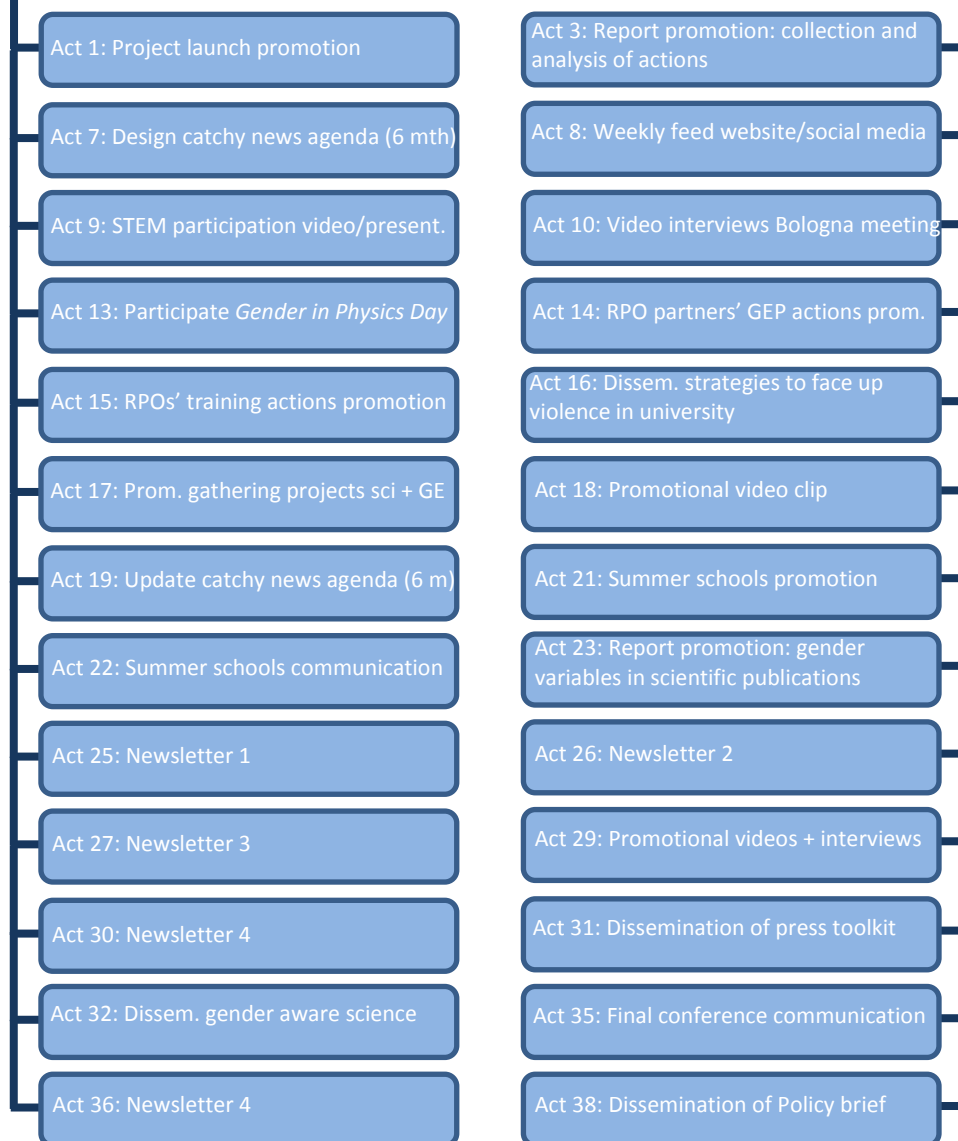 Act 1: Project launch promotion
Act 3: Report promotion: collection and
analysis of actions
Act 7: Design catchy news agenda (6 mth)
Act 8: Weekly feed website/social media
Act 9: STEM participation video/present.
Act 10: Video interviews Bologna meeting
Act 13: Participate Gender in Physics Day
Act 14: RPO partners’ GEP actions prom.
Act 15: RPOs’ training actions promotion
Act 16: Dissem. strategies to face up
violence in university
Act 17: Prom. gathering projects sci + GE
Act 18: Promotional video clip
Act 19: Update catchy news agenda (6 m)
Act 21: Summer schools promotion
Act 22: Summer schools communication
Act 23: Report promotion: gender
variables in scientific publications
Act 25: Newsletter 1
Act 26: Newsletter 2
Act 27: Newsletter 3
Act 29: Promotional videos + interviews
Act 30: Newsletter 4
Act 31: Dissemination of press toolkit
Act 32: Dissem. gender aware science
Act 35: Final conference communication
Act 36: Newsletter 4
Act 38: Dissemination of Policy brief